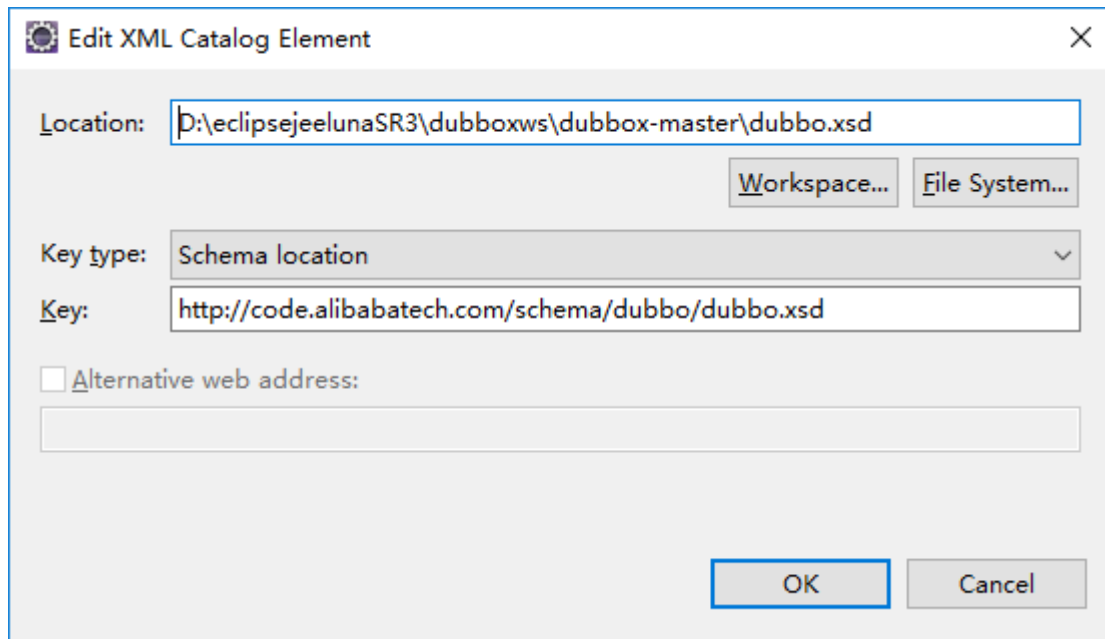 Edit XML Catalog Element
Location: D:\eclipsejeelunaSR3\dubboxws\dubbox-master\dubbo.xsd
Workspace... File System...
Key type: Schema location
Key: http://code.alibabatech.com/schema/dubbo/dubbo.xsd
Alternative web address:
OK Cancel